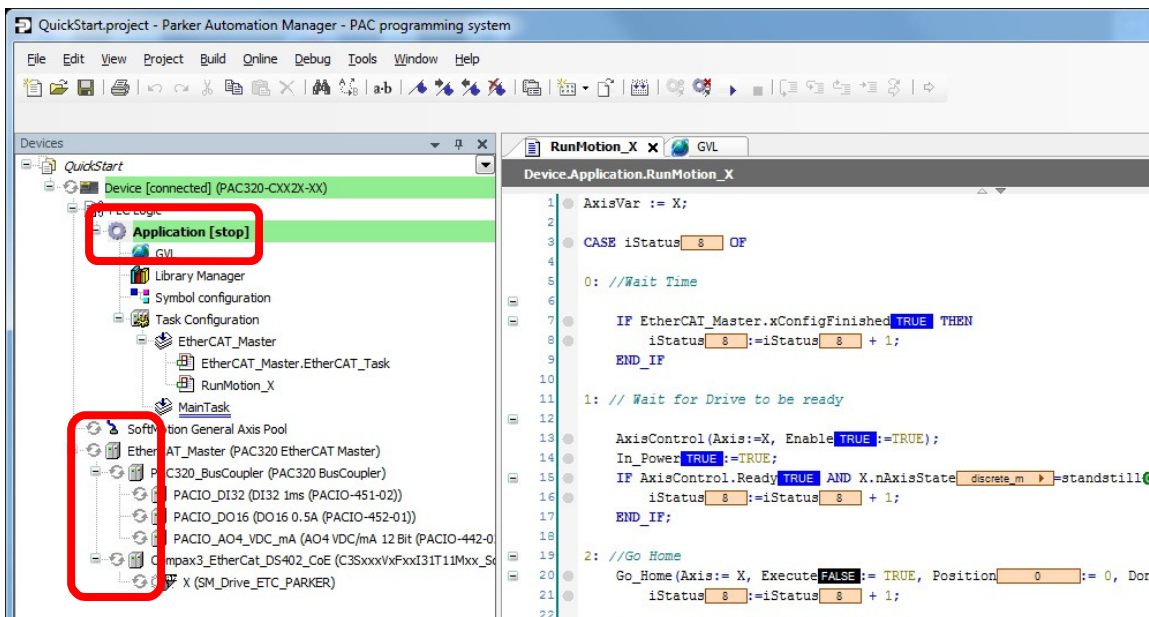 QuickStart.project - Parker Automation Manager - PAC programming system
File Edit View Project Build Online Debug Tools Window Help
Devices
QuickStart
Device [connected] (PAC320-CXX2X-XX)
Logic
Application [stop]
GVL
Library Manager
Symbol configuration
Task Configuration
EtherCAT_Master
EtherCAT_Master.EtherCAT_Task
RunMotion_X
MainTask
SoftMotion General Axis Pool
EtherCAT_Master (PAC320 EtherCAT Master)
PAC320_BusCoupler (PAC320 BusCoupler)
PACIO_DI32 (DI32 1ms (PACIO-451-02))
PACIO_DO16 (DO16 0.5A (PACIO-452-01))
PACIO_AO4_VDC_mA (AO4 VDC/mA 12 Bit (PACIO-442-0
Compax3_EtherCat_DS402_CoE (C3SxxxVxFxxI31T11Mxx_Sc
X (SM_Drive_ETC_PARKER)
RunMotion_X GVL
Device.Application.RunMotion_X
1 AxisVar := X;
2
3 CASE iStatus 8 OF
4
5 0: //Wait Time
6
7 IF EtherCAT_Master.xConfigFinished TRUE THEN
8 iStatus 8 :=iStatus 8 + 1;
9 END_IF
10
11 1: // Wait for Drive to be ready
12
13 AxisControl(Axis:=X, Enable TRUE :=TRUE);
14 In_Power TRUE :=TRUE;
15 IF AxisControl.Ready TRUE AND X.nAxisState discrete_m =standstill
16 iStatus 8 :=iStatus 8 + 1;
17 END_IF;
18
19 2: //Go Home
20 Go_Home(Axis:= X, Execute FALSE := TRUE, Position 0 := 0, Don
21 iStatus 8 :=iStatus 8 + 1;
22